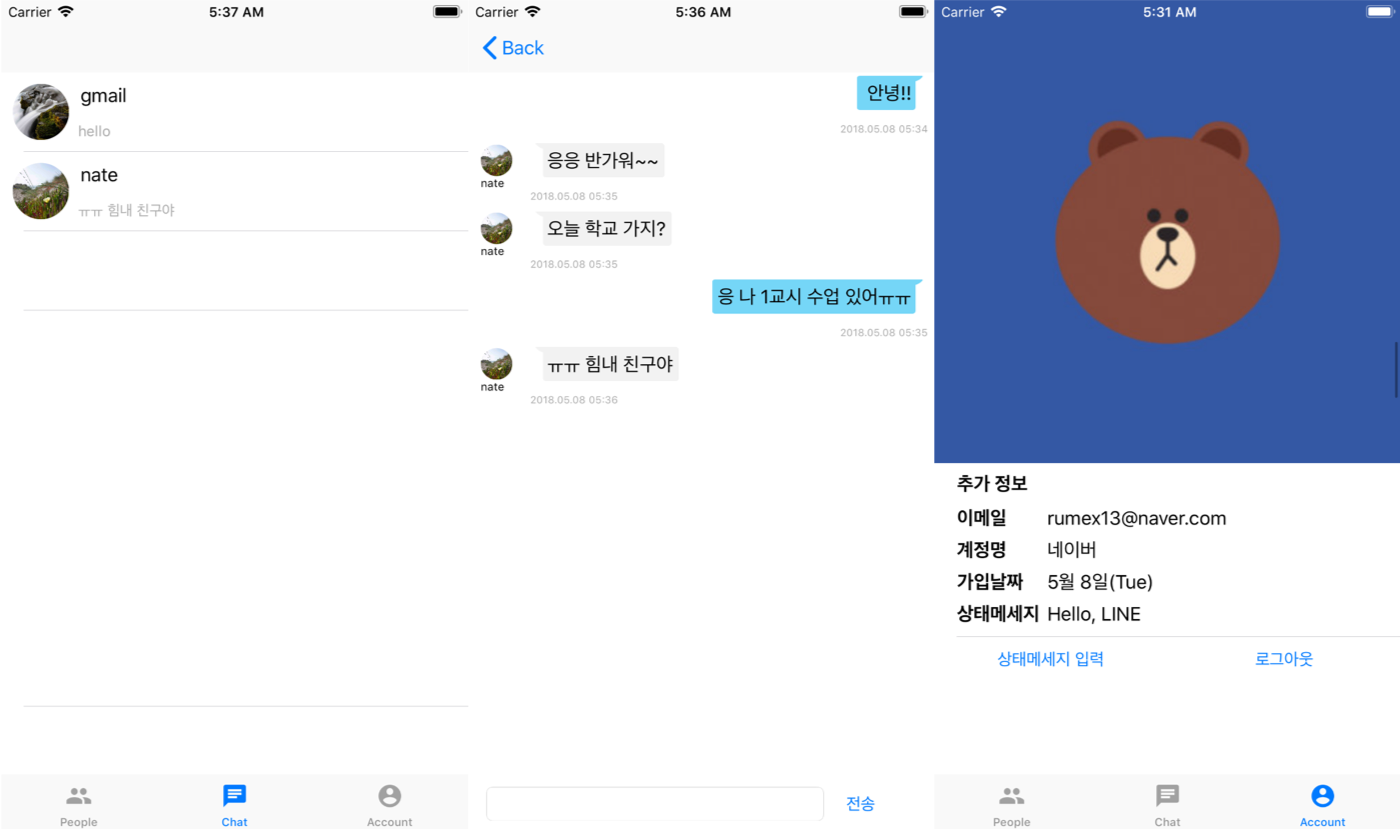 Carrier 5:37 AM
gmail
hello
nate
ㅠㅠ 힘내 친구야
People Chat Account
Carrier 5:36 AM
Back
안녕!!
2018.05.08 05:34
응응 반가워~~
nate
2018.05.08 05:35
오늘 학교 가지?
nate
2018.05.08 05:35
응 나 1교시 수업 있어ㅠㅠ
2018.05.08 05:35
ㅠㅠ 힘내 친구야
nate
2018.05.08 05:36
전송
Carrier 5:31 AM
추가 정보
이메일 rumex13@naver.com
계정명 네이버
가입날짜 5월 8일(Tue)
상태메세지 Hello, LINE
상태메세지 입력 로그아웃
People Chat Account